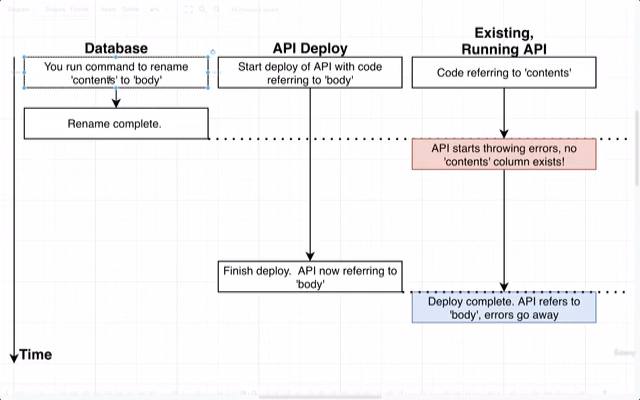 Database
API Deploy
Existing,
Running API
You run command to rename
'contents' to 'body'
Start deploy of API with code
referring to 'body'
Code referring to 'contents'
Rename complete.
API starts throwing errors, no
'contents' column exists!
Finish deploy. API now referring to
'body'
Deploy complete. API refers to
'body', errors go away
Time